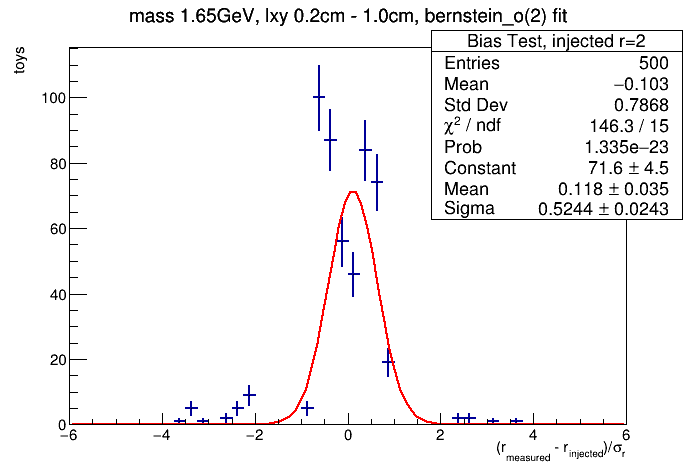 mass 1.65GeV, lxy 0.2cm - 1.0cm, bernstein_o(2) fit
Bias Test, injected r=2
Entries 500
Mean −0.103
Std Dev 0.7868
χ² / ndf 146.3 / 15
Prob 1.335e−23
Constant 71.6 ± 4.5
Mean 0.118 ± 0.035
Sigma 0.5244 ± 0.0243
toys
100
80
60
40
20
0
−6 −4 −2 0 2 4 6
(r_measured - r_injected)/σ_r